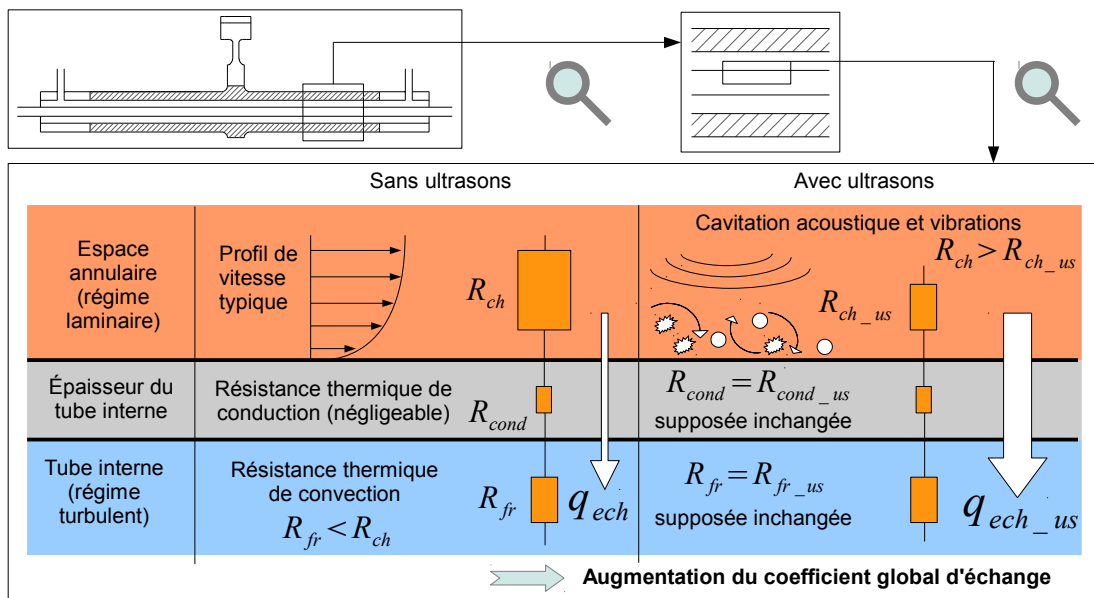 Sans ultrasons
Avec ultrasons
Espace
annulaire
(régime
laminaire)
Profil de
vitesse
typique
R_ch
Cavitation acoustique et vibrations
R_ch > R_ch_us
R_ch_us
Épaisseur du
tube interne
Résistance thermique de
conduction (négligeable)
R_cond
R_cond = R_cond_us
supposée inchangée
Tube interne
(régime
turbulent)
Résistance thermique
de convection
R_fr < R_ch
R_fr
q_ech
R_fr = R_fr_us
supposée inchangée
q_ech_us
Augmentation du coefficient global d'échange